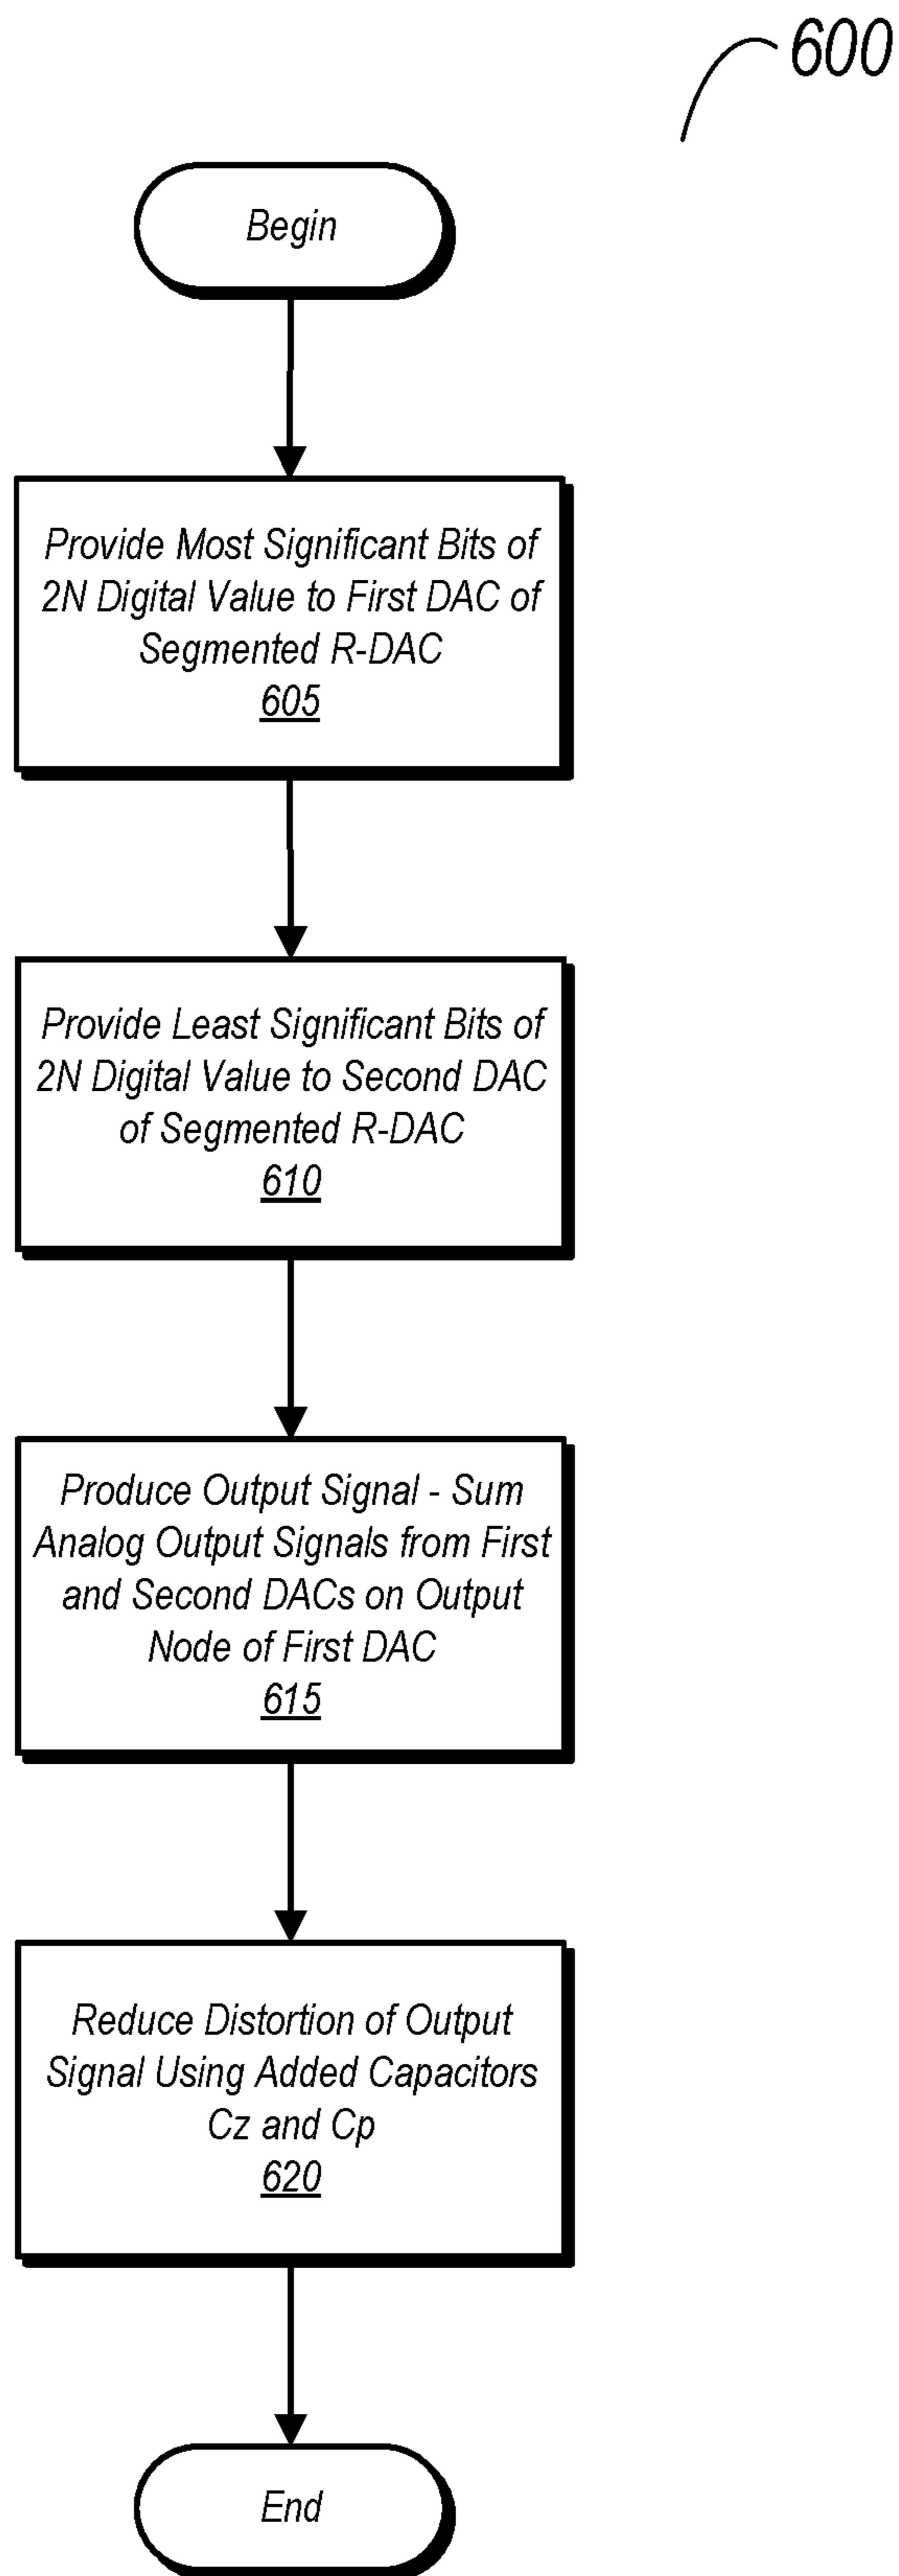 600
Begin
Provide Most Significant Bits of
2N Digital Value to First DAC of
Segmented R-DAC
605
Provide Least Significant Bits of
2N Digital Value to Second DAC
of Segmented R-DAC
610
Produce Output Signal - Sum
Analog Output Signals from First
and Second DACs on Output
Node of First DAC
615
Reduce Distortion of Output
Signal Using Added Capacitors
Cz and Cp
620
End